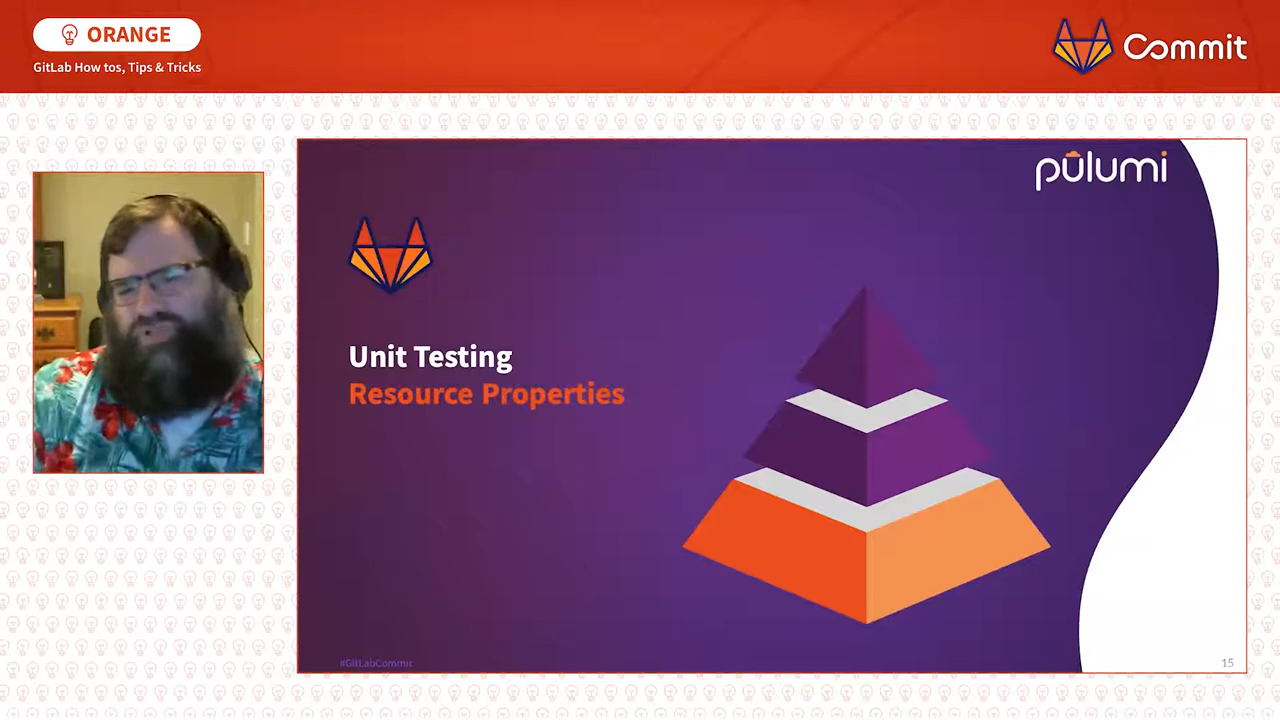 ORANGE
GitLab How tos, Tips & Tricks
Commit
pulumi
Unit Testing
Resource Properties
#GitLabCommit
15